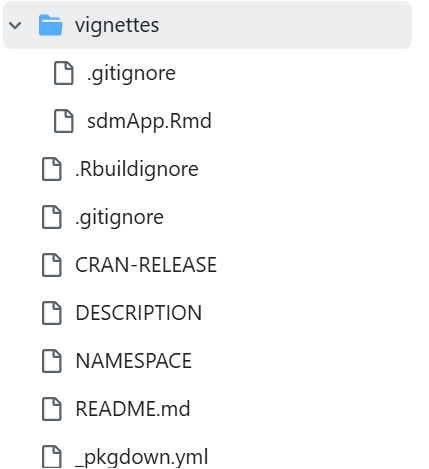 vignettes
.gitignore
sdmApp.Rmd
.Rbuildignore
.gitignore
CRAN-RELEASE
DESCRIPTION
NAMESPACE
README.md
_pkgdown.yml